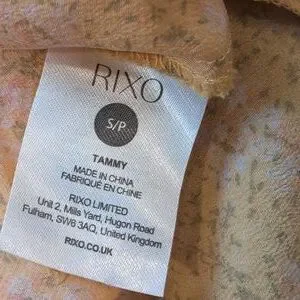 RIXO
S/P
TAMMY
MADE IN CHINA
FABRIQUÉ EN CHINE
RIXO LIMITED
Unit 2, Mills Yard, Hugon Road
Fulham, SW6 3AQ, United Kingdom
RIXO.CO.UK